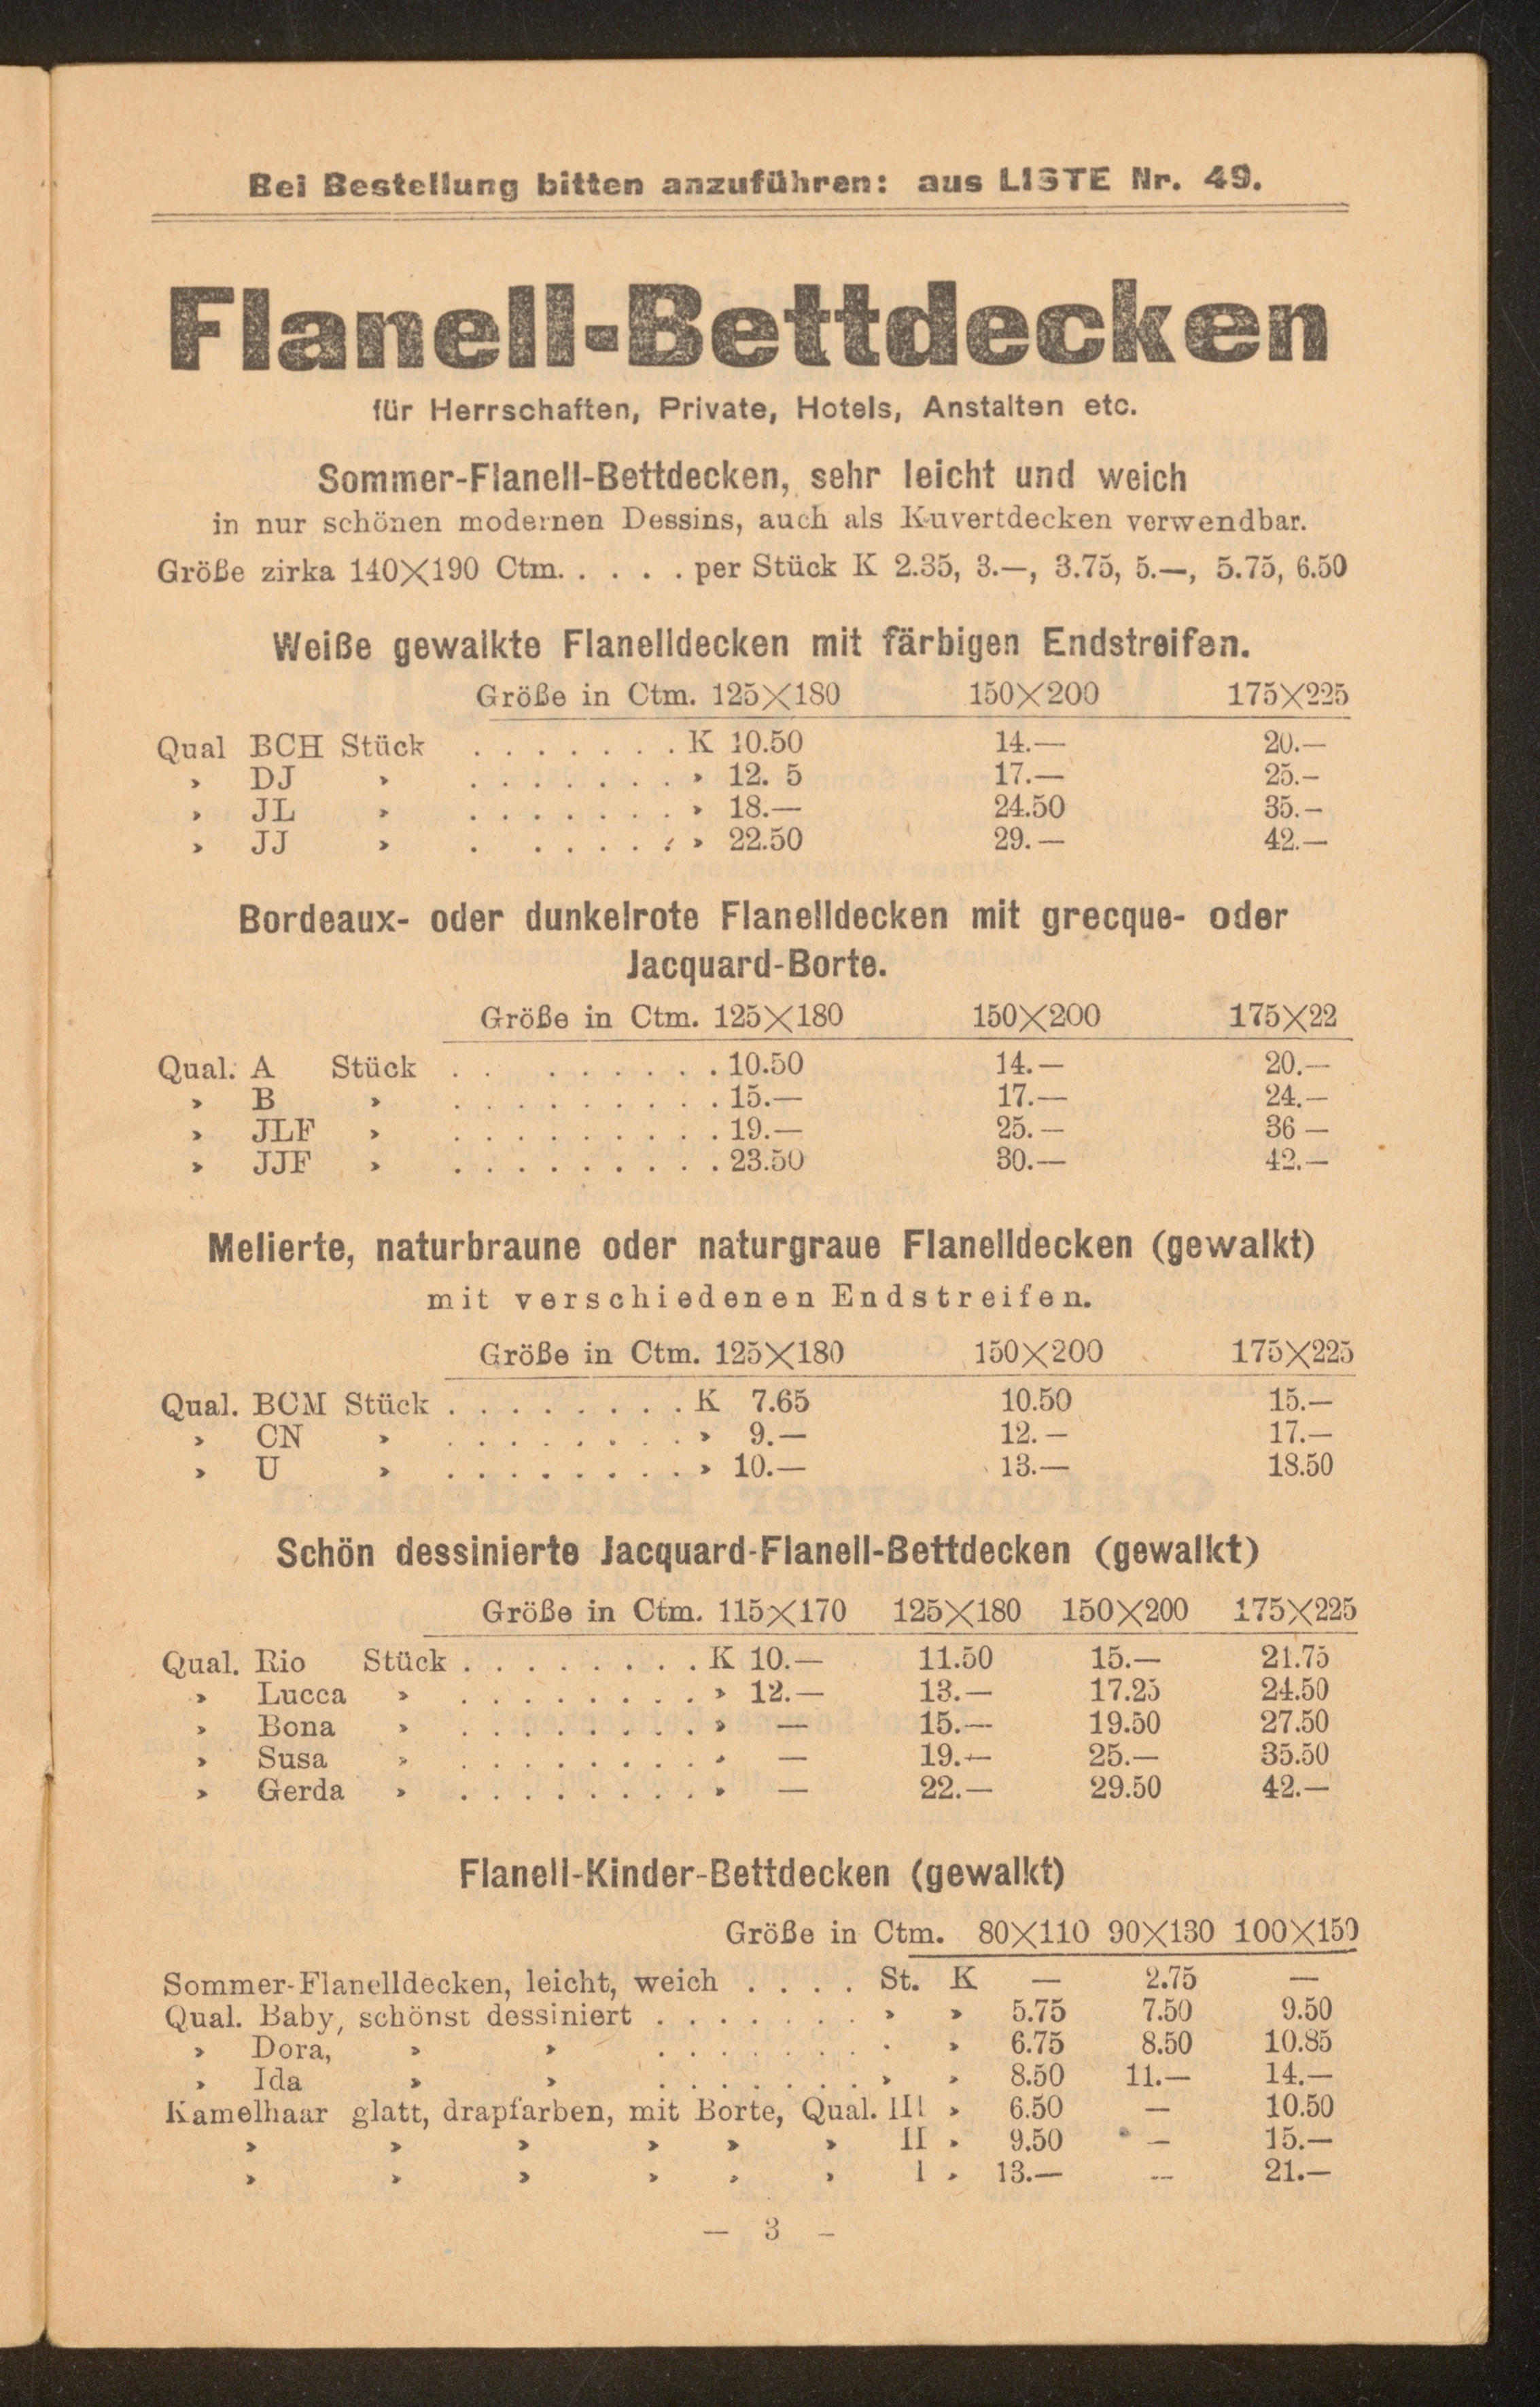 Bei Bestellung bitten anzuführen: aus LISTE Nr. 49.
Flanell-Bettdecken
für Herrschaften, Private, Hotels, Anstalten etc.
Sommer-Flanell-Bettdecken, sehr leicht und weich
in nur schönen modernen Dessins, auch als Kuvertdecken verwendbar.
Größe zirka 140×190 Ctm. . . . . per Stück K 2.35, 3.—, 3.75, 5.—, 5.75, 6.50
Weiße gewalkte Flanelldecken mit färbigen Endstreifen.
Größe in Ctm. 125×180 150×200 175×225
Qual BCH Stück . . . . . . . K 10.50 14.— 20.—
» DJ » . . . . . . . » 12. 5 17.— 25.—
» JL » . . . . . . . » 18.— 24.50 35.—
» JJ » . . . . . . » 22.50 29.— 42.—
Bordeaux- oder dunkelrote Flanelldecken mit grecque- oder
Jacquard-Borte.
Größe in Ctm. 125×180 150×200 175×22
Qual. A Stück . . . . . . . . 10.50 14.— 20.—
» B » . . . . . . . . . 15.— 17.— 24.—
» JLF » . . . . . . . . . 19.— 25.— 36 —
» JJF » . . . . . . . . . 23.50 30.— 42.—
Melierte, naturbraune oder naturgraue Flanelldecken (gewalkt)
mit verschiedenen Endstreifen.
Größe in Ctm. 125×180 150×200 175×225
Qual. BCM Stück . . . . . . . . K 7.65 10.50 15.—
» CN » . . . . . . . . » 9.— 12.— 17.—
» U » . . . . . . . . » 10.— 13.— 18.50
Schön dessinierte Jacquard-Flanell-Bettdecken (gewalkt)
Größe in Ctm. 115×170 125×180 150×200 175×225
Qual. Rio Stück . . . . . . . . K 10.— 11.50 15.— 21.75
» Lucca » . . . . . . . . » 12.— 13.— 17.25 24.50
» Bona » . . . . . . . . » — 15.— 19.50 27.50
» Susa » . . . . . . . . » — 19.— 25.— 35.50
» Gerda » . . . . . . . . » — 22.— 29.50 42.—
Flanell-Kinder-Bettdecken (gewalkt)
Größe in Ctm. 80×110 90×130 100×150
Sommer-Flanelldecken, leicht, weich . . . . St. K — 2.75 —
Qual. Baby, schönst dessiniert . . . . . . . » » 5.75 7.50 9.50
» Dora, » » . . . . . . . » 6.75 8.50 10.85
» Ida » » . . . . . . . » » 8.50 11.— 14.—
Kamelhaar glatt, drapfarben, mit Borte, Qual. III » 6.50 — 10.50
» » » » » » II » 9.50 — 15.—
» » » » » » I » 13.— — 21.—
— 3 —